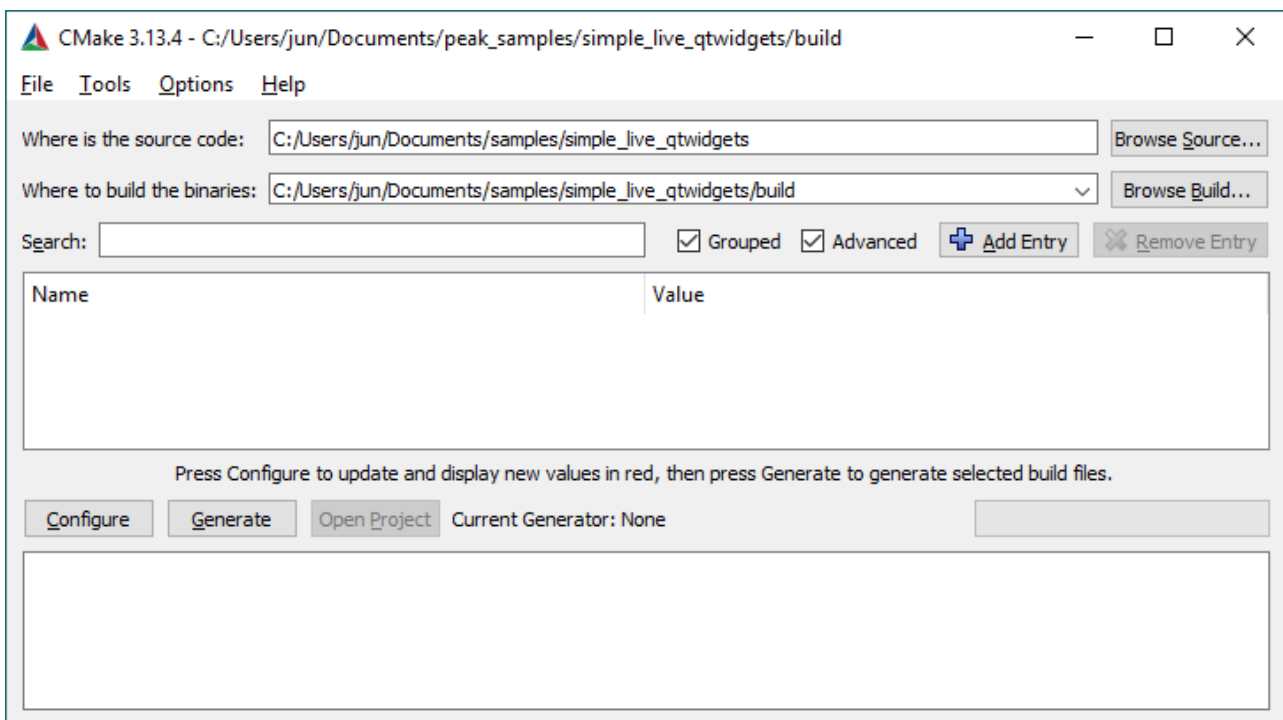 CMake 3.13.4 - C:/Users/jun/Documents/peak_samples/simple_live_qtwidgets/build
File Tools Options Help
Where is the source code: C:/Users/jun/Documents/samples/simple_live_qtwidgets Browse Source...
Where to build the binaries: C:/Users/jun/Documents/samples/simple_live_qtwidgets/build Browse Build...
Search: Grouped Advanced Add Entry Remove Entry
Name Value
Press Configure to update and display new values in red, then press Generate to generate selected build files.
Configure Generate Open Project Current Generator: None